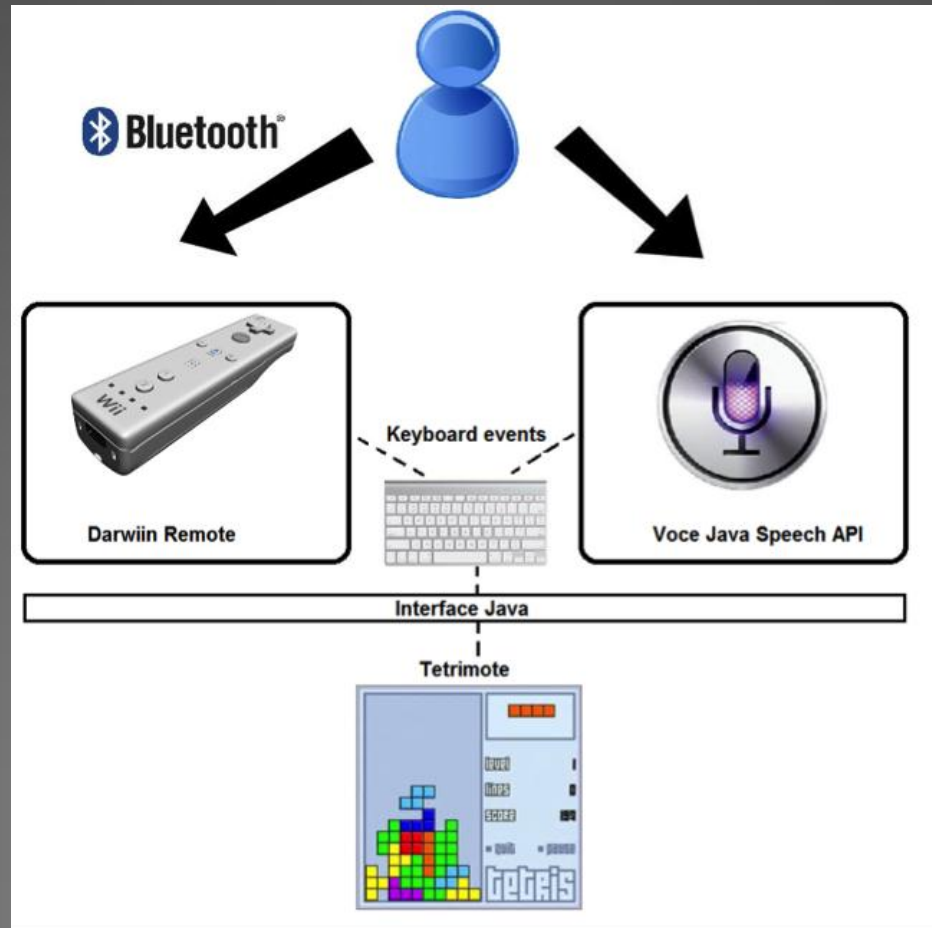 Bluetooth®
Wii
Keyboard events
Darwiin Remote
Voce Java Speech API
Interface Java
Tetrimote
level 1
lines
score
quit pause
tetris